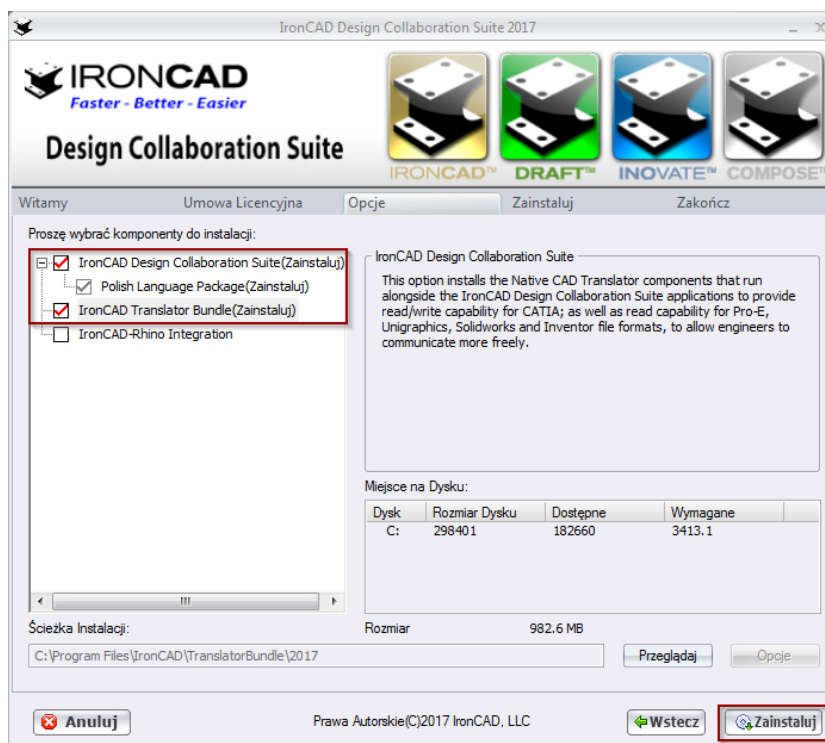 IronCAD Design Collaboration Suite 2017
IRONCAD
Faster - Better - Easier
Design Collaboration Suite
IRONCAD™ DRAFT™ INOVATE™ COMPOSE™
Witamy Umowa Licencyjna Opcje Zainstaluj Zakończ
Proszę wybrać komponenty do instalacji:
IronCAD Design Collaboration Suite(Zainstaluj)
Polish Language Package(Zainstaluj)
IronCAD Translator Bundle(Zainstaluj)
IronCAD-Rhino Integration
IronCAD Design Collaboration Suite
This option installs the Native CAD Translator components that run
alongside the IronCAD Design Collaboration Suite applications to provide
read/write capability for CATIA; as well as read capability for Pro-E,
Unigraphics, Solidworks and Inventor file formats, to allow engineers to
communicate more freely.
Miejsce na Dysku:
Dysk Rozmiar Dysku Dostępne Wymagane
C: 298401 182660 3413.1
Ścieżka Instalacji:
Rozmiar 982.6 MB
C:\Program Files\IronCAD\TranslatorBundle\2017
Przeglądaj Opcje
Anuluj
Prawa Autorskie(C)2017 IronCAD, LLC
Wstecz Zainstaluj